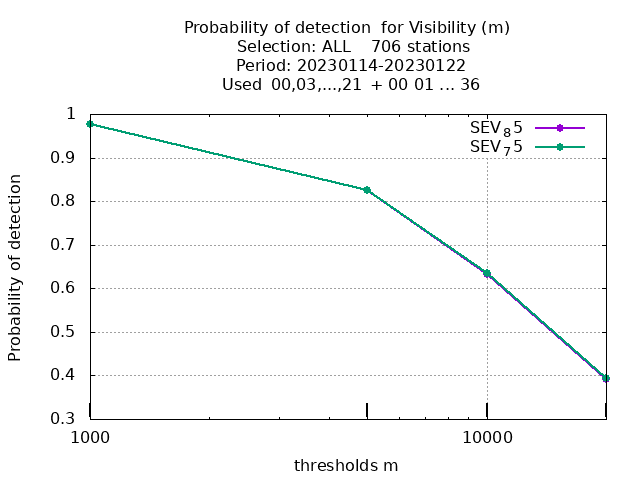 Probability of detection  for Visibility (m)
Selection: ALL    706 stations
Period: 20230114-20230122
Used  00,03,...,21  + 00 01 ... 36
SEV₈5
SEV₇5
1
0.9
0.8
0.7
0.6
0.5
0.4
0.3
Probability of detection
1000
10000
thresholds m